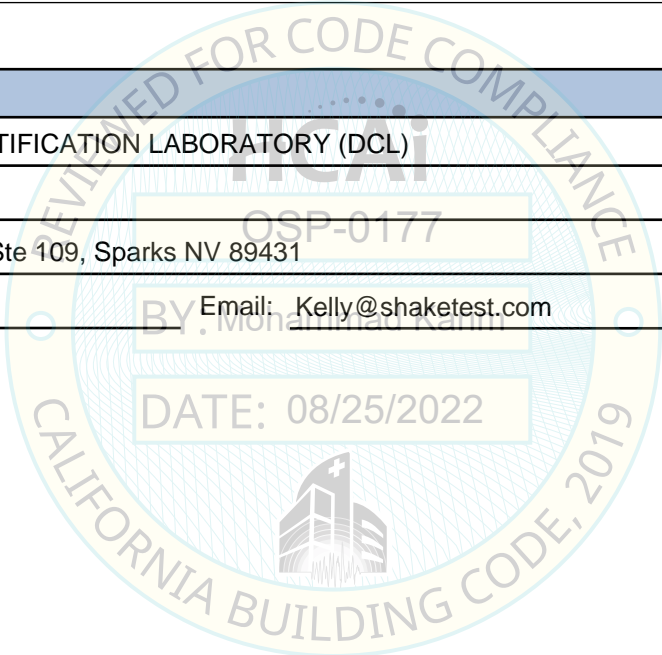 REVIEWED FOR CODE COMPLIANCE
HCAi
TIFICATION LABORATORY (DCL)
OSP-0177
Ste 109, Sparks NV 89431
Email: Kelly@shaketest.com
BY: Mohammad Karim
DATE: 08/25/2022
CALIFORNIA BUILDING CODE, 2019